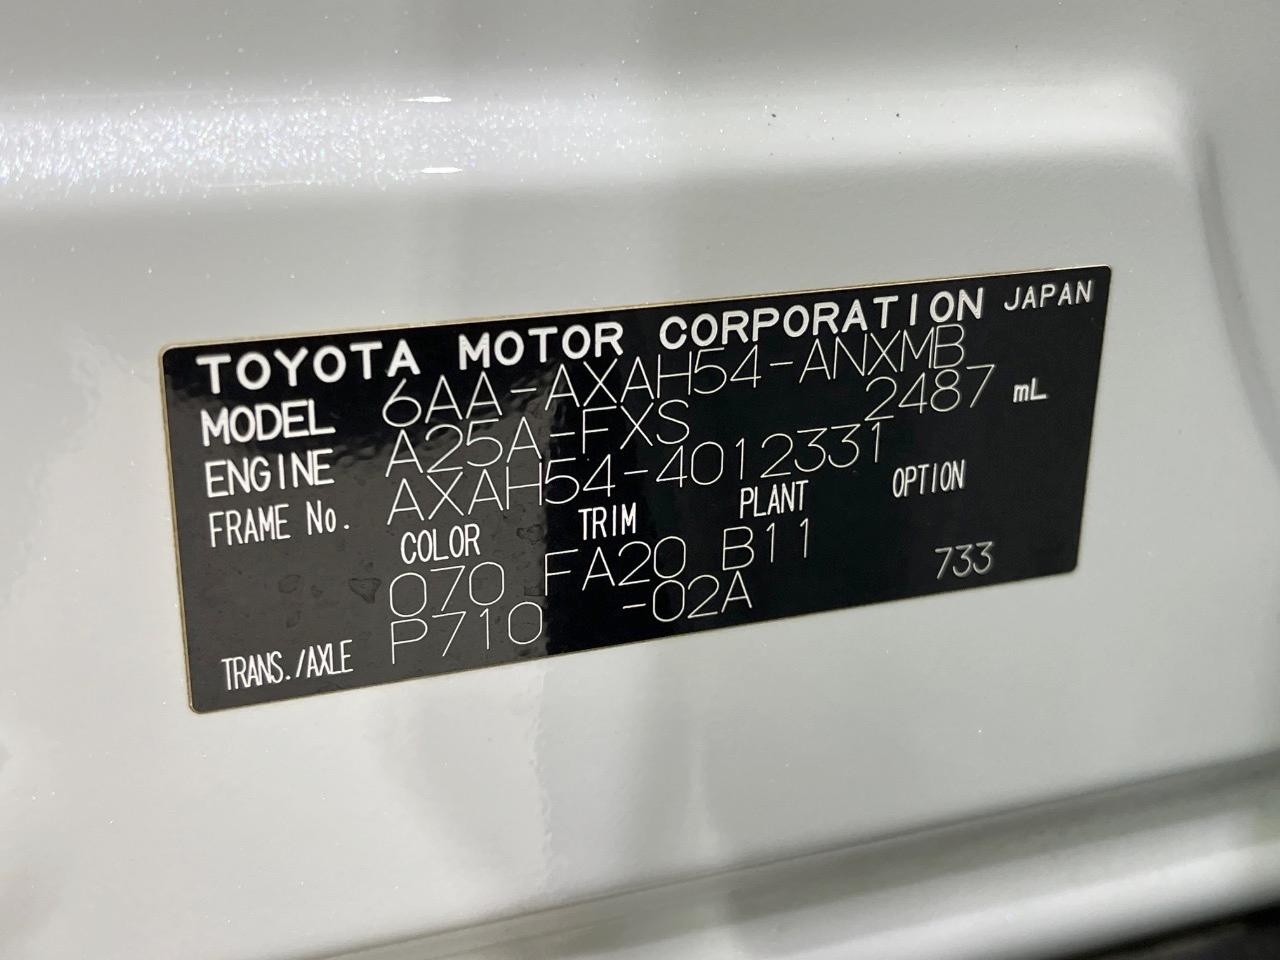 TOYOTA MOTOR CORPORATION JAPAN
MODEL 6AA-AXAH54-ANXMB
ENGINE A25A-FXS 2487 mL
FRAME No. AXAH54-4012331
COLOR TRIM PLANT OPTION
070 FA20 B11 733
TRANS./AXLE P710 -02A